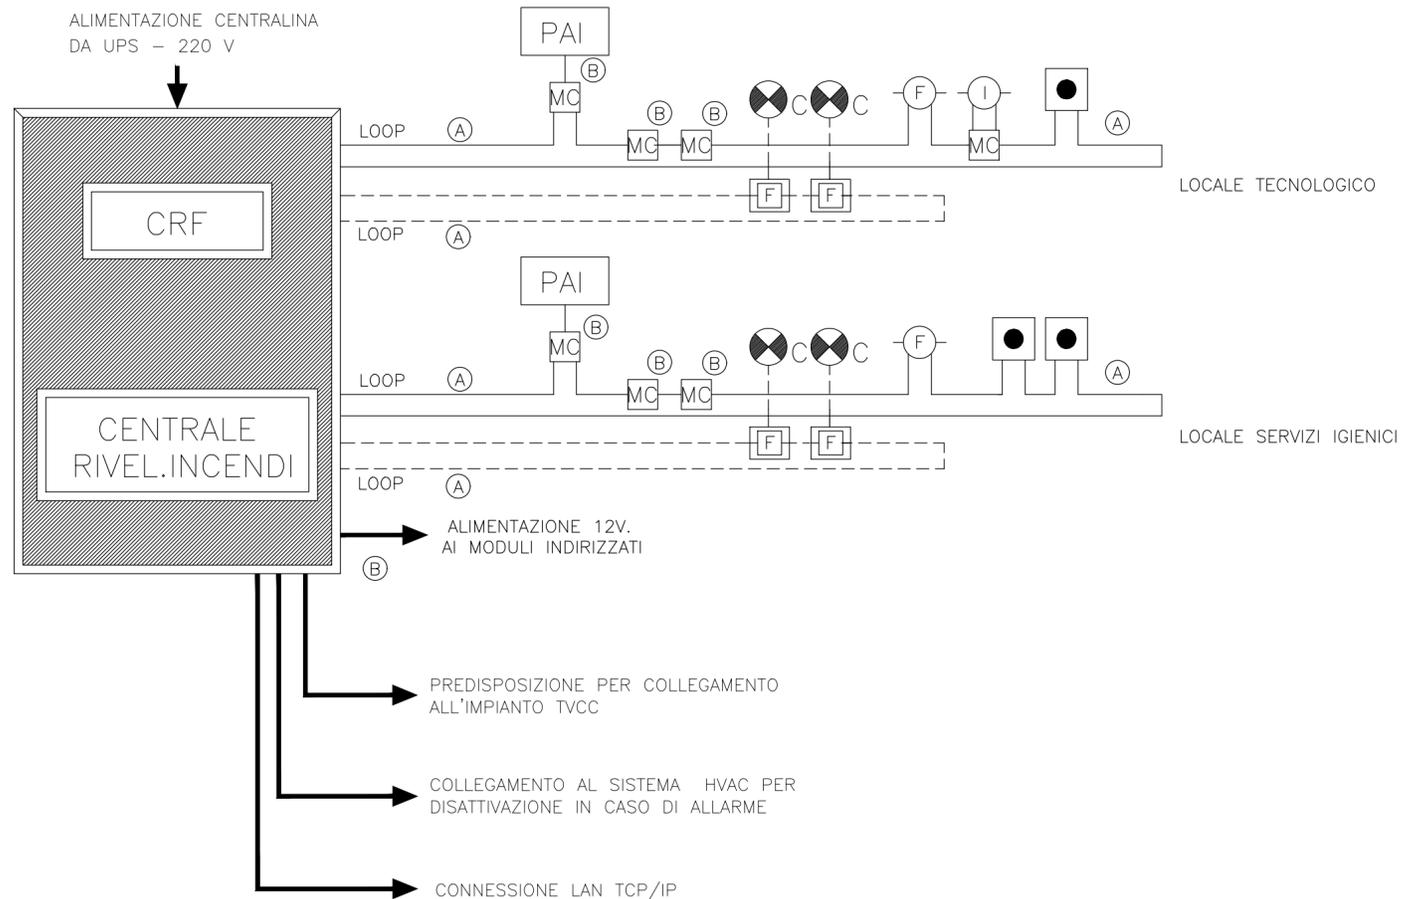 ALIMENTAZIONE CENTRALINA
DA UPS – 220 V
PAI
B
MC
LOOP
A
B
B
MC
MC
C
C
F
I
MC
A
LOCALE TECNOLOGICO
F
F
LOOP
A
CRF
PAI
B
MC
LOOP
A
B
B
MC
MC
C
C
F
A
LOCALE SERVIZI IGIENICI
F
F
LOOP
A
CENTRALE
RIVEL.INCENDI
ALIMENTAZIONE 12V.
AI MODULI INDIRIZZATI
B
PREDISPOSIZIONE PER COLLEGAMENTO
ALL'IMPIANTO TVCC
COLLEGAMENTO AL SISTEMA HVAC PER
DISATTIVAZIONE IN CASO DI ALLARME
CONNESSIONE LAN TCP/IP